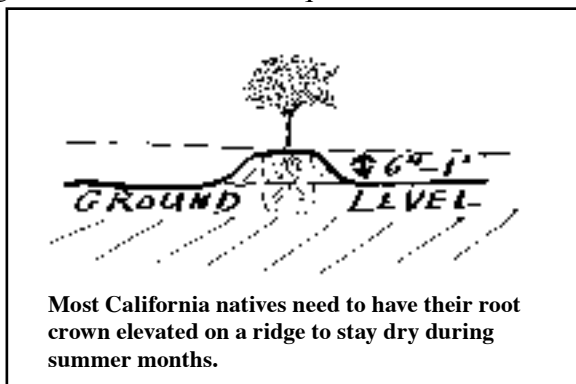 6"-1'
GROUND LEVEL
Most California natives need to have their root
crown elevated on a ridge to stay dry during
summer months.